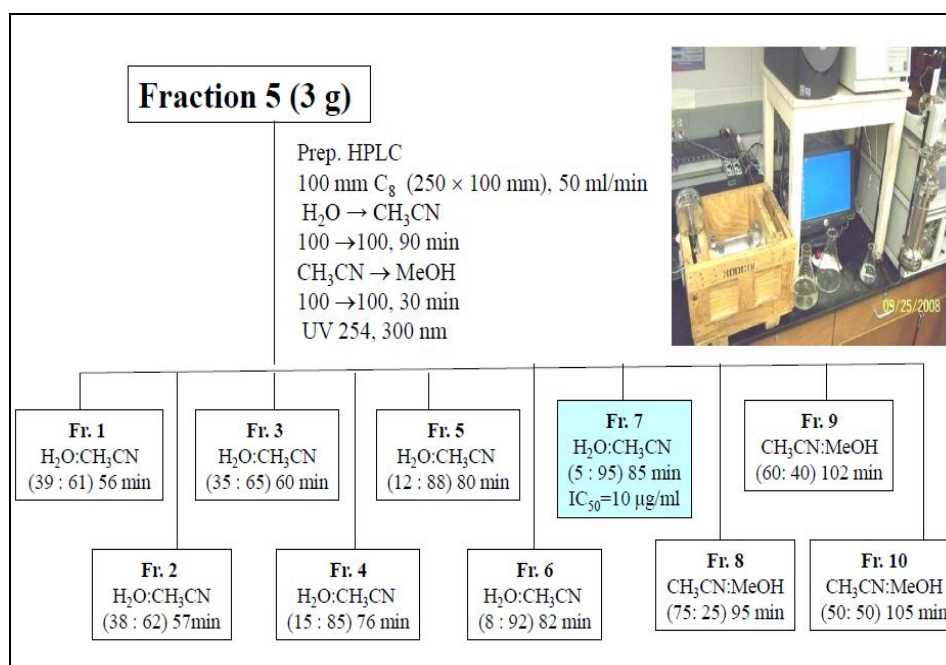 Fraction 5 (3 g)
Prep. HPLC
100 mm C₈ (250 × 100 mm), 50 ml/min
H₂O → CH₃CN
100 →100, 90 min
CH₃CN → MeOH
100 →100, 30 min
UV 254, 300 nm
09/25/2008
Fr. 1
H₂O:CH₃CN
(39 : 61) 56 min
Fr. 3
H₂O:CH₃CN
(35 : 65) 60 min
Fr. 5
H₂O:CH₃CN
(12 : 88) 80 min
Fr. 7
H₂O:CH₃CN
(5 : 95) 85 min
IC₅₀=10 µg/ml
Fr. 9
CH₃CN:MeOH
(60: 40) 102 min
Fr. 2
H₂O:CH₃CN
(38 : 62) 57min
Fr. 4
H₂O:CH₃CN
(15 : 85) 76 min
Fr. 6
H₂O:CH₃CN
(8 : 92) 82 min
Fr. 8
CH₃CN:MeOH
(75: 25) 95 min
Fr. 10
CH₃CN:MeOH
(50: 50) 105 min